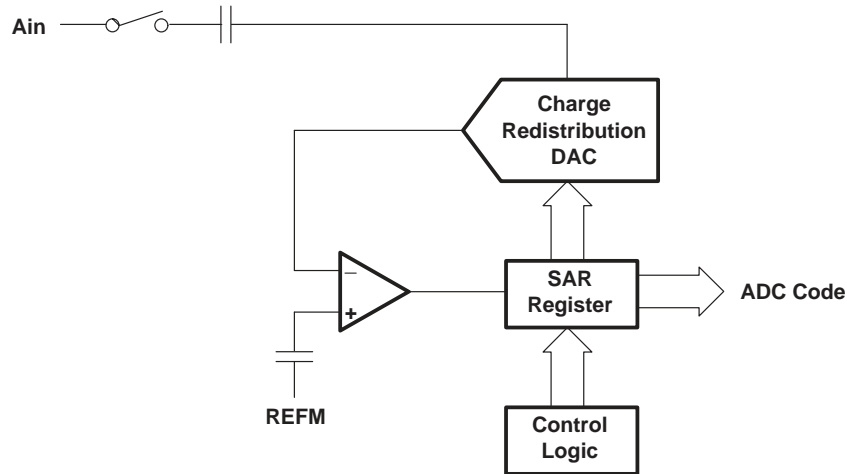 Ain
Charge
Redistribution
DAC
−
+
REFM
SAR
Register
ADC Code
Control
Logic